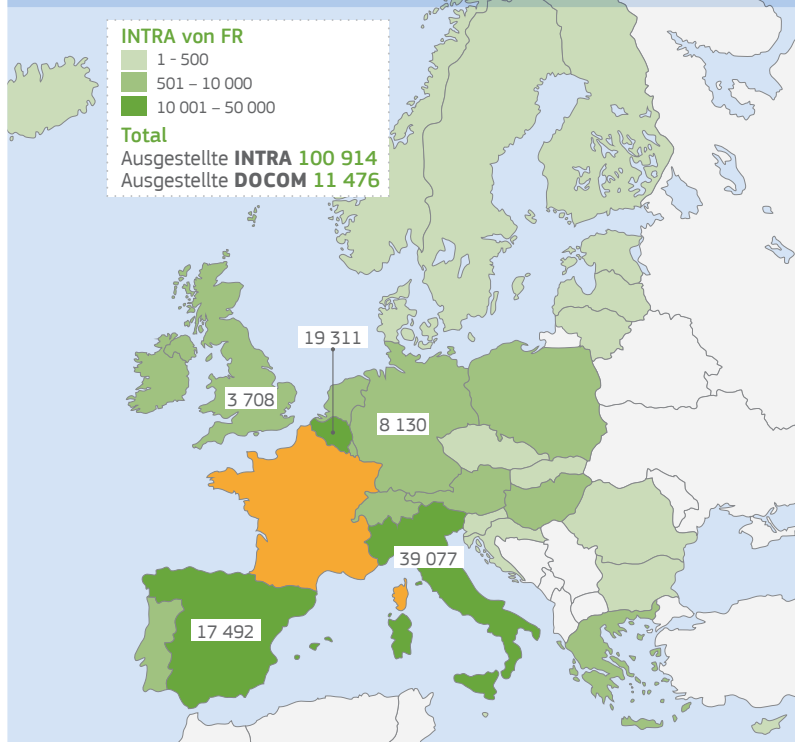 INTRA von FR
1 - 500
501 – 10 000
10 001 – 50 000
Total
Ausgestellte INTRA 100 914
Ausgestellte DOCOM 11 476
19 311
3 708
8 130
39 077
17 492